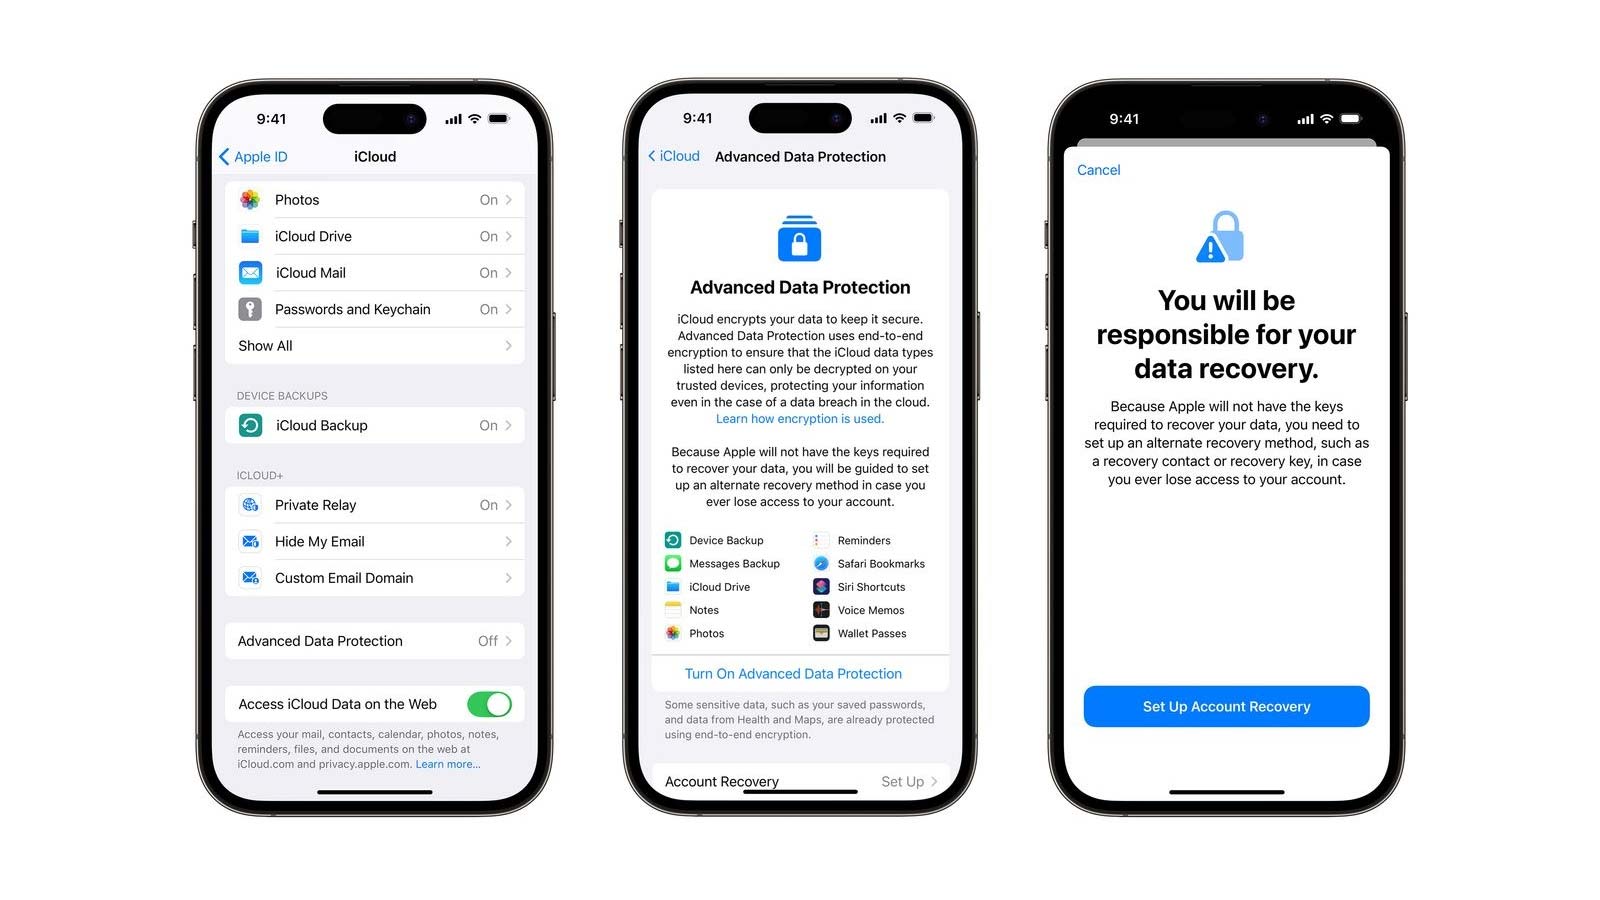 9:41
Apple ID
iCloud
Photos On
iCloud Drive On
iCloud Mail On
Passwords and Keychain On
Show All
DEVICE BACKUPS
iCloud Backup On
ICLOUD+
Private Relay On
Hide My Email
Custom Email Domain
Advanced Data Protection Off
Access iCloud Data on the Web
Access your mail, contacts, calendar, photos, notes,
reminders, files, and documents on the web at
iCloud.com and privacy.apple.com. Learn more...
9:41
iCloud
Advanced Data Protection
Advanced Data Protection
iCloud encrypts your data to keep it secure.
Advanced Data Protection uses end-to-end
encryption to ensure that the iCloud data types
listed here can only be decrypted on your
trusted devices, protecting your information
even in the case of a data breach in the cloud.
Learn how encryption is used.
Because Apple will not have the keys required
to recover your data, you will be guided to set
up an alternate recovery method in case you
ever lose access to your account.
Device Backup Reminders
Messages Backup Safari Bookmarks
iCloud Drive Siri Shortcuts
Notes Voice Memos
Photos Wallet Passes
Turn On Advanced Data Protection
Some sensitive data, such as your saved passwords,
and data from Health and Maps, are already protected
using end-to-end encryption.
Account Recovery Set Up
9:41
Cancel
You will be
responsible for your
data recovery.
Because Apple will not have the keys
required to recover your data, you need to
set up an alternate recovery method, such as
a recovery contact or recovery key, in case
you ever lose access to your account.
Set Up Account Recovery